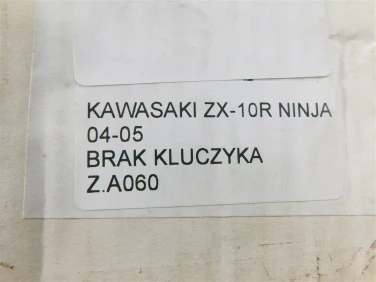 KAWASAKI ZX-10R NINJA
04-05
BRAK KLUCZYKA
Z.A060